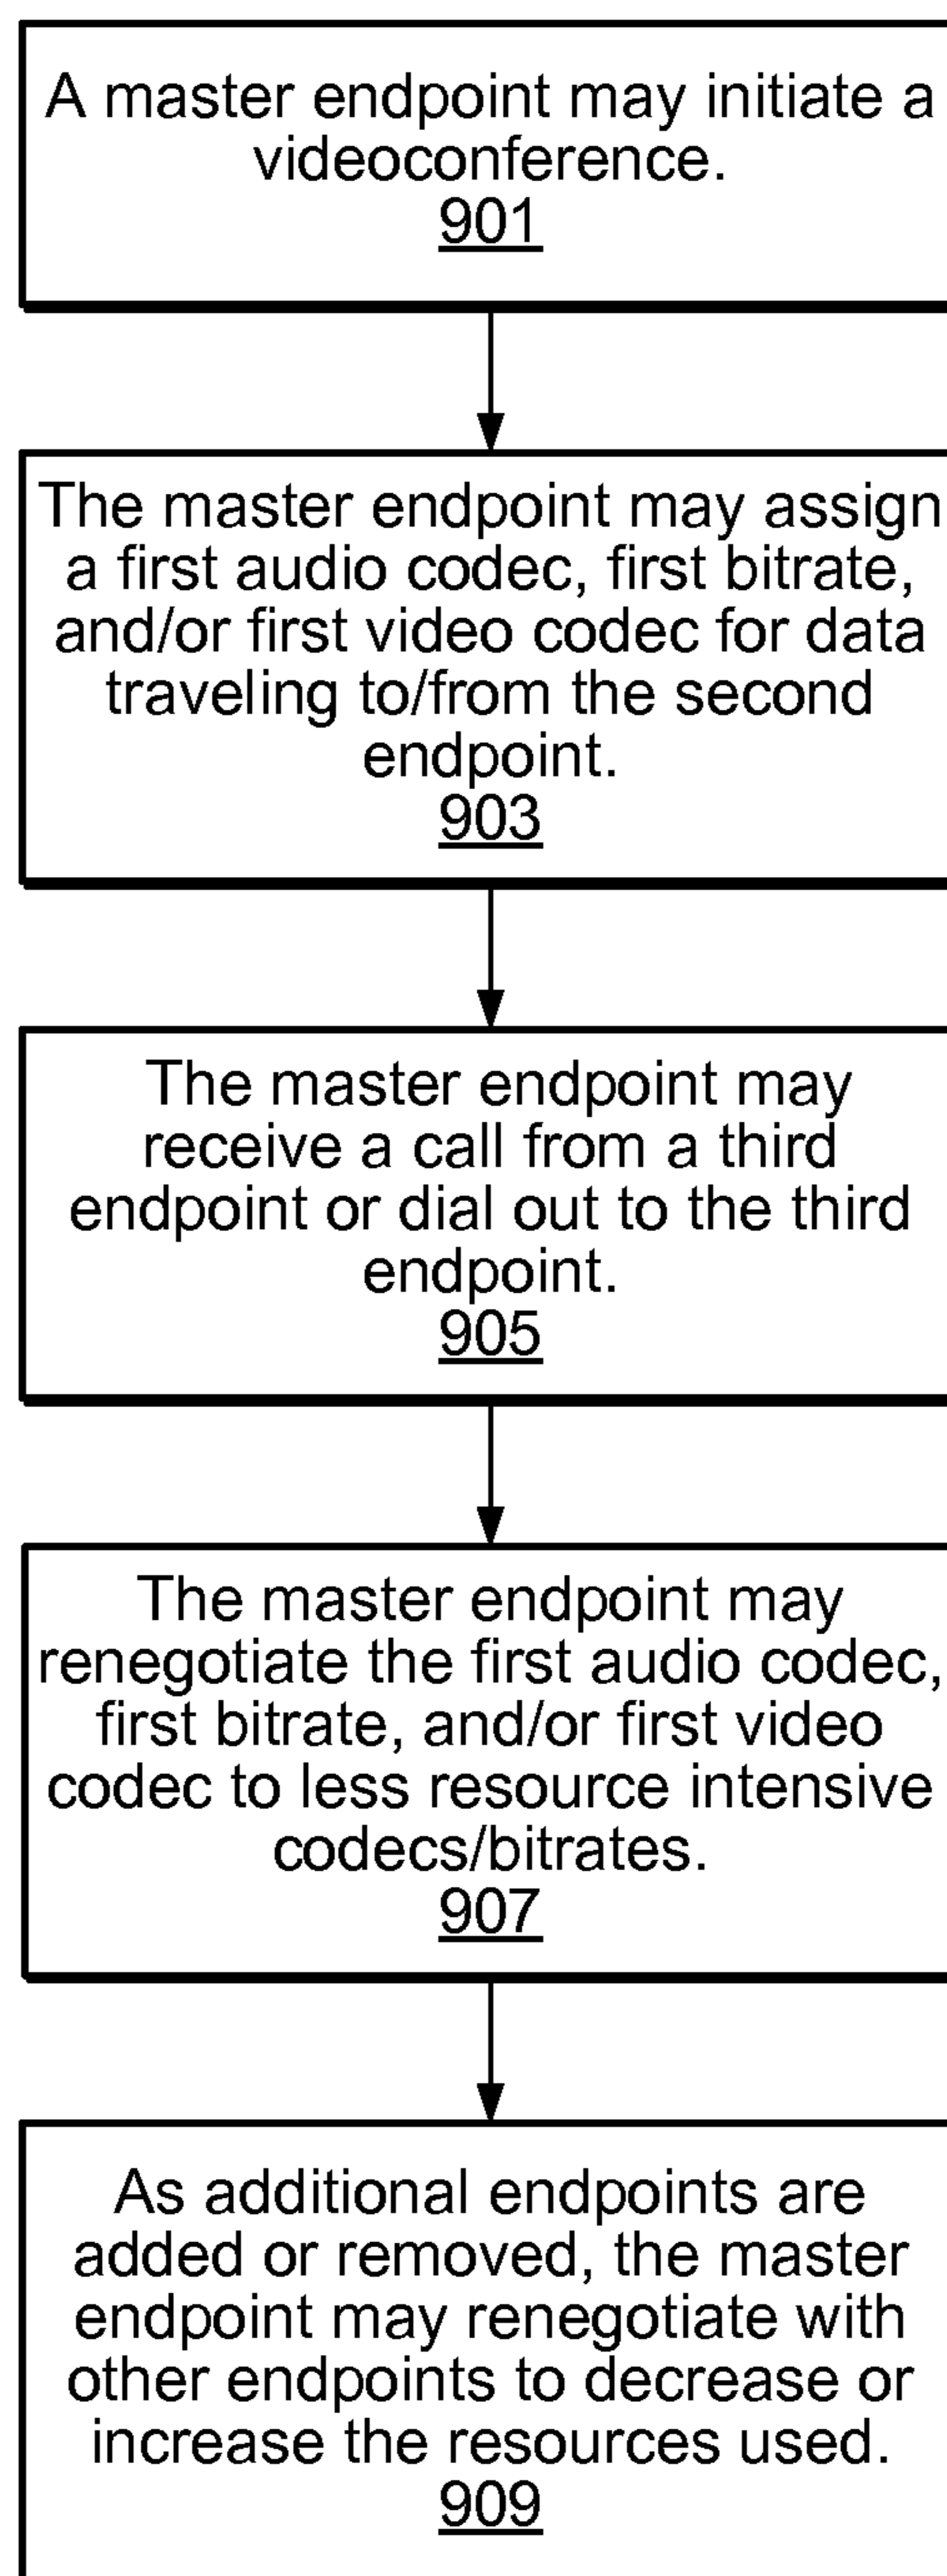 A master endpoint may initiate a
videoconference.
901
The master endpoint may assign
a first audio codec, first bitrate,
and/or first video codec for data
traveling to/from the second
endpoint.
903
The master endpoint may
receive a call from a third
endpoint or dial out to the third
endpoint.
905
The master endpoint may
renegotiate the first audio codec,
first bitrate, and/or first video
codec to less resource intensive
codecs/bitrates.
907
As additional endpoints are
added or removed, the master
endpoint may renegotiate with
other endpoints to decrease or
increase the resources used.
909